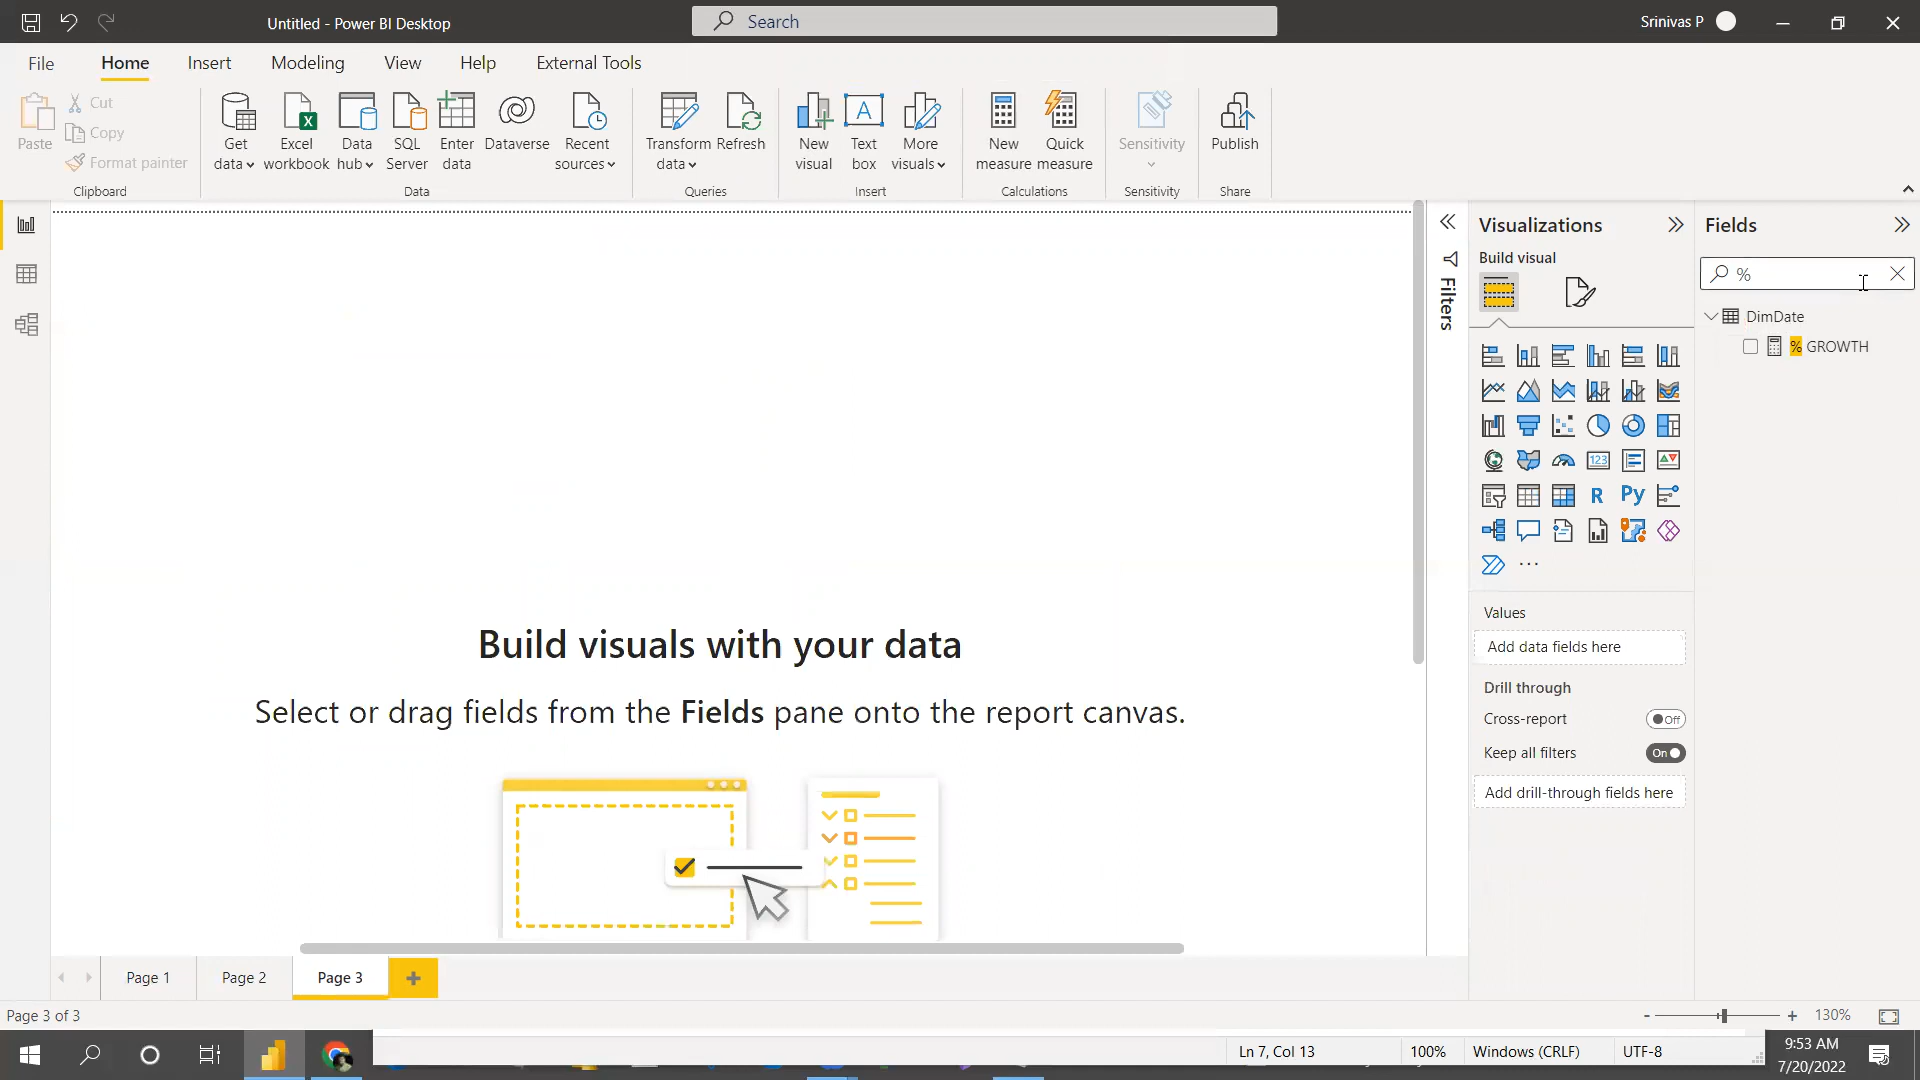 Untitled - Power BI Desktop
Search
Srinivas P
File
Home
Insert
Modeling
View
Help
External Tools
Paste
Cut
Copy
Format painter
Clipboard
Get data
Excel workbook
Data hub
SQL Server
Enter data
Dataverse
Recent sources
Data
Transform data
Refresh
Queries
New visual
Text box
More visuals
Insert
New measure
Quick measure
Calculations
Sensitivity
Sensitivity
Publish
Share
Filters
Visualizations
Build visual
123
R
Py
Values
Add data fields here
Drill through
Cross-report
Off
Keep all filters
On
Add drill-through fields here
Fields
%
DimDate
% GROWTH
Build visuals with your data
Select or drag fields from the Fields pane onto the report canvas.
Page 1
Page 2
Page 3
Page 3 of 3
130%
Ln 7, Col 13
100%
Windows (CRLF)
UTF-8
9:53 AM
7/20/2022